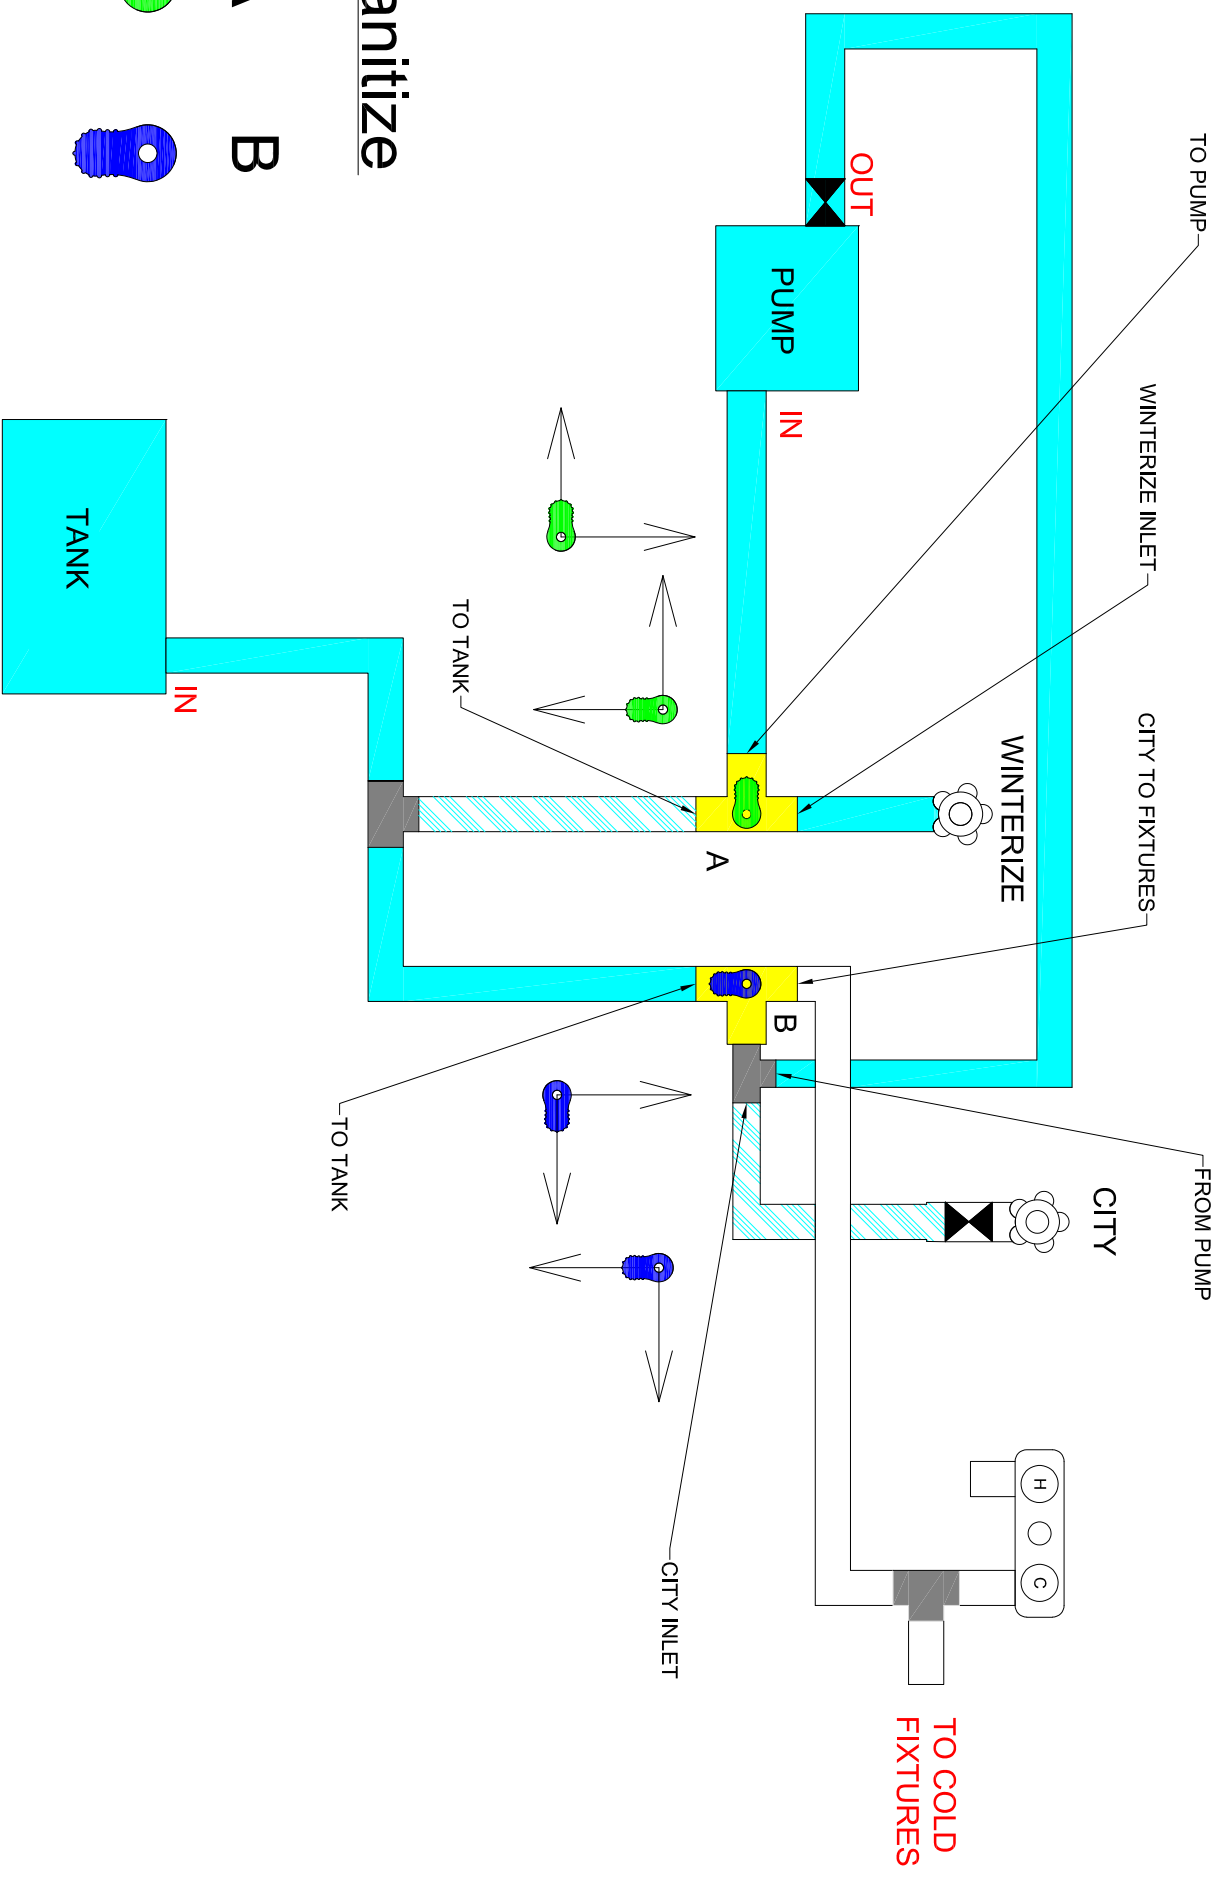 anitize
B
TO PUMP
WINTERIZE INLET
CITY TO FIXTURES
FROM PUMP
OUT
PUMP
IN
WINTERIZE
CITY
H
C
A
B
TO TANK
TO TANK
CITY INLET
TANK
IN
TO COLD
FIXTURES